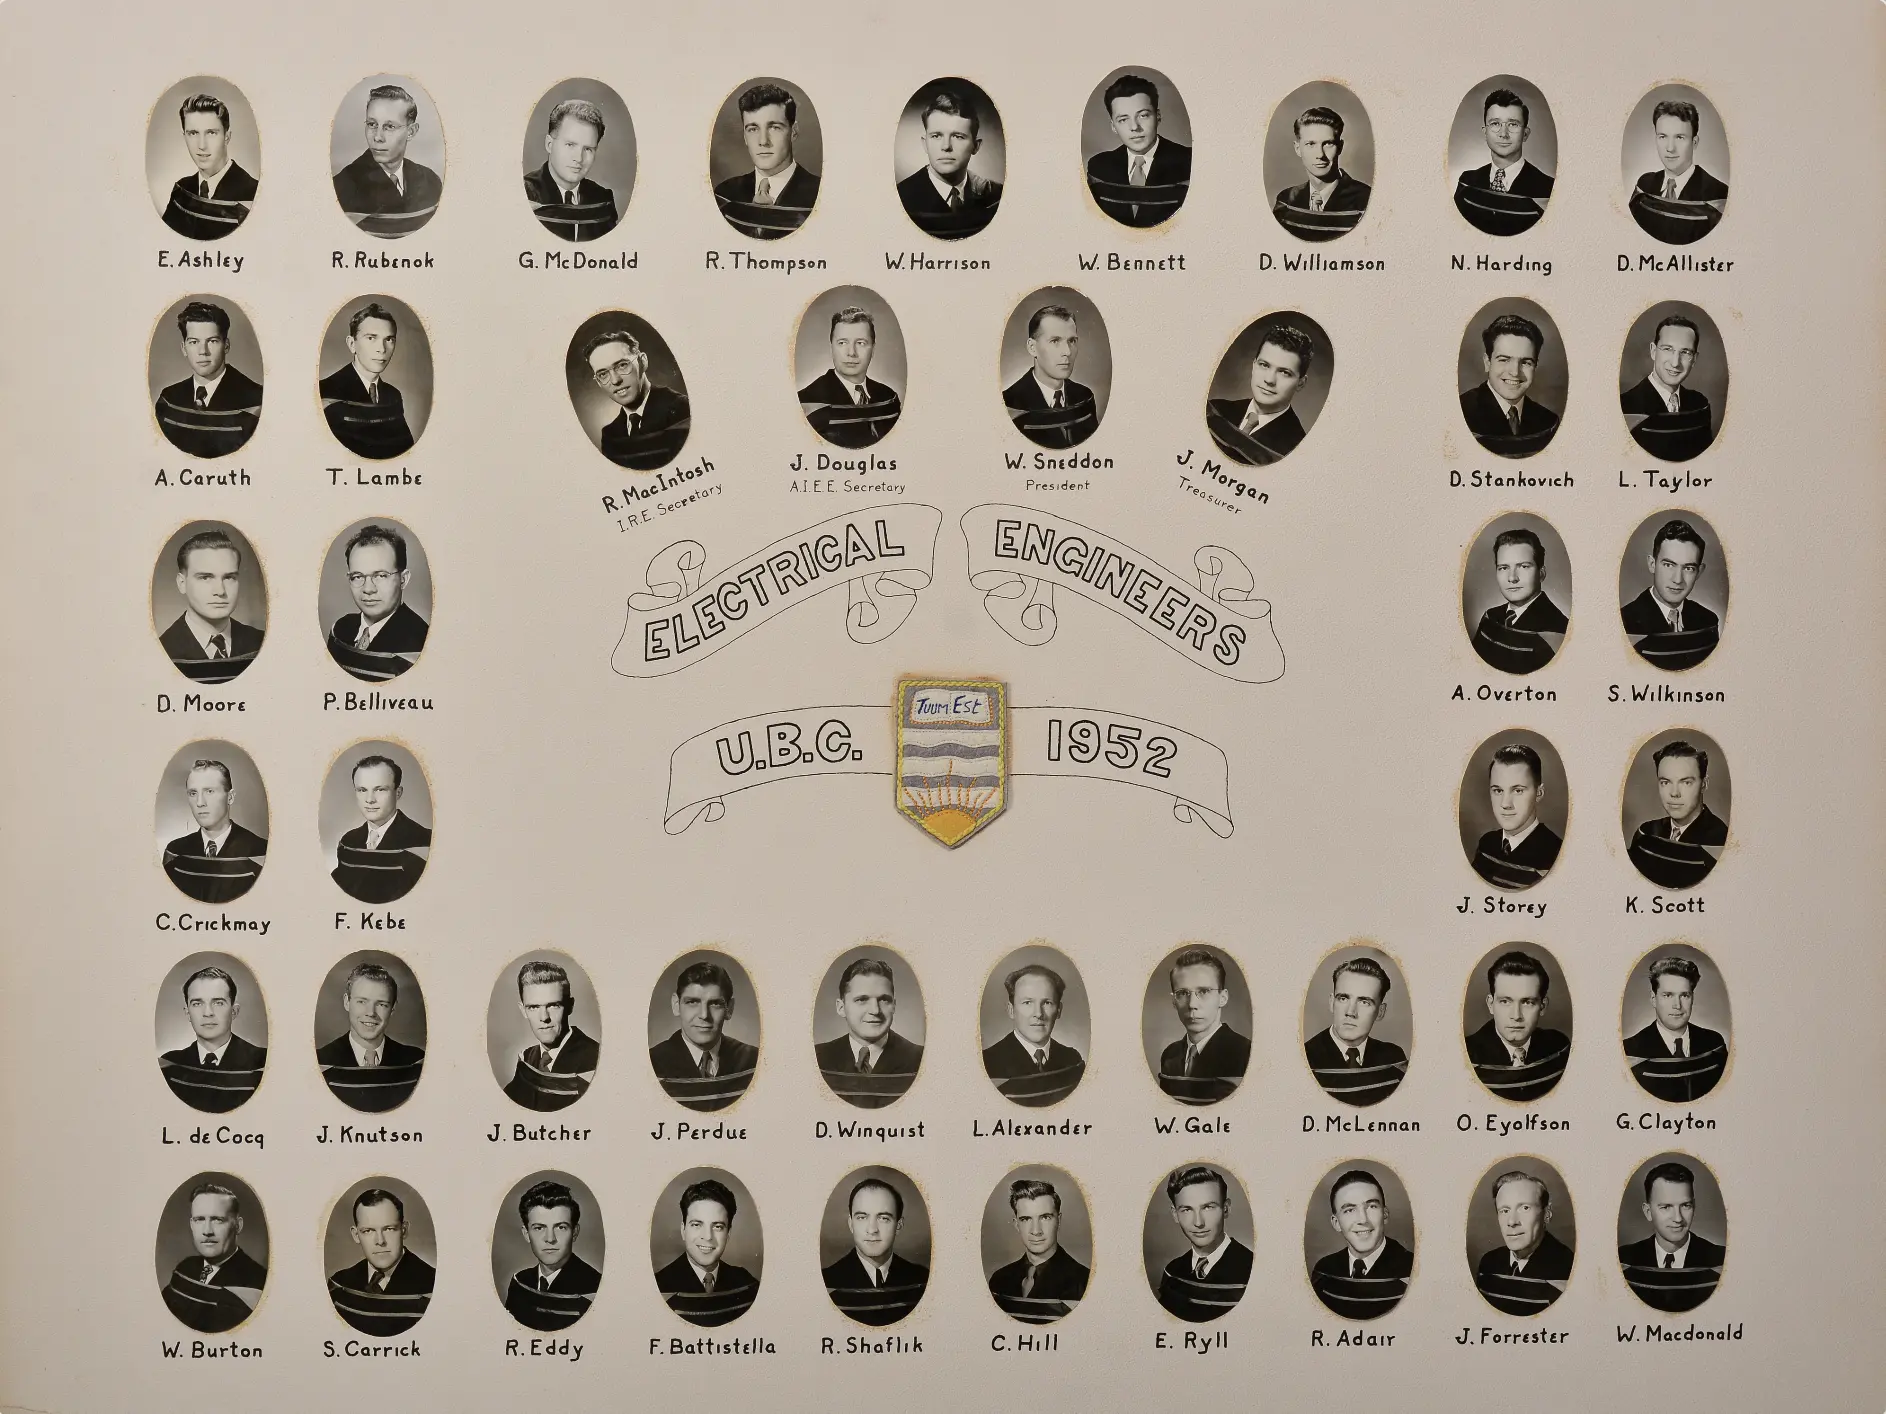 E. Ashley
R. Rubenok
G. McDonald
R. Thompson
W. Harrison
W. Bennett
D. Williamson
N. Harding
D. McAllister
A. Caruth
T. Lambe
R. MacIntosh
I.R.E. Secretary
J. Douglas
A.I.E.E. Secretary
W. Sneddon
President
J. Morgan
Treasurer
D. Stankovich
L. Taylor
ELECTRICAL ENGINEERS
D. Moore
P. Belliveau
A. Overton
S. Wilkinson
Tuum Est
U.B.C. 1952
C. Crickmay
F. Kebe
J. Storey
K. Scott
L. de Cocq
J. Knutson
J. Butcher
J. Perdue
D. Winquist
L. Alexander
W. Gale
D. McLennan
O. Eyolfson
G. Clayton
W. Burton
S. Carrick
R. Eddy
F. Battistella
R. Shaflik
C. Hill
E. Ryll
R. Adair
J. Forrester
W. Macdonald